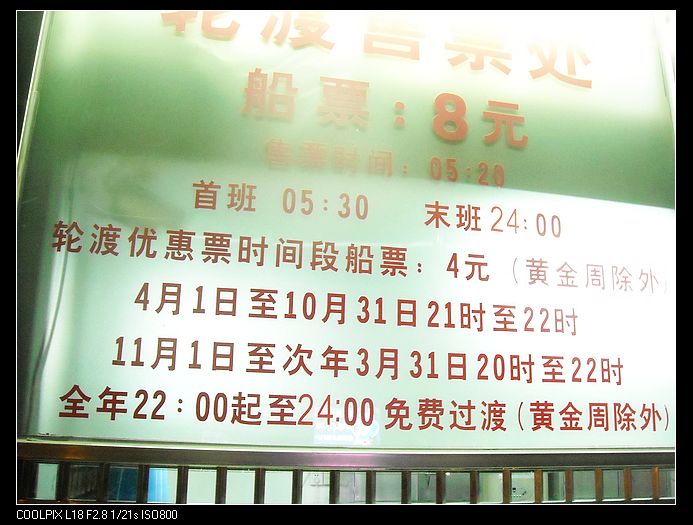 轮渡售票处
船票:8元
售票时间:05:20
首班 05:30 末班24:00
轮渡优惠票时间段船票:4元(黄金周除外)
4月1日至10月31日21时至22时
11月1日至次年3月31日20时至22时
全年22:00起至24:00免费过渡(黄金周除外)
COOLPIX L18 F2.8 1/21s ISO800